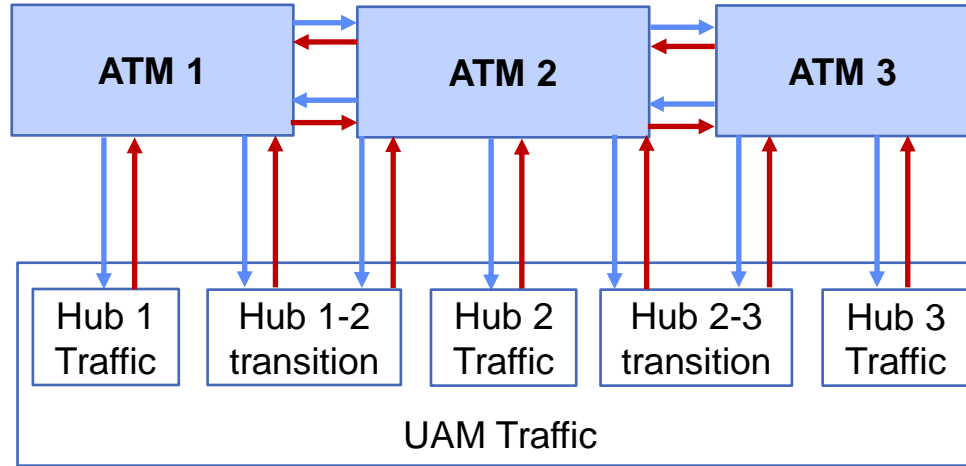 ATM 1
ATM 2
ATM 3
Hub 1
Traffic
Hub 1-2
transition
Hub 2
Traffic
Hub 2-3
transition
Hub 3
Traffic
UAM Traffic